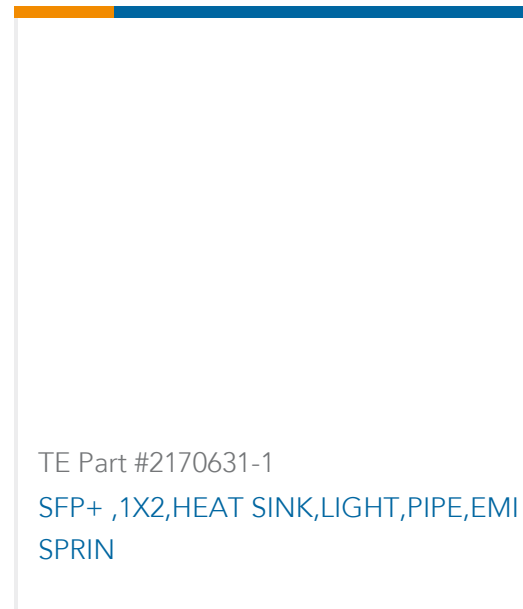 TE Part #2170631-1
SFP+ ,1X2,HEAT SINK,LIGHT,PIPE,EMI
SPRIN